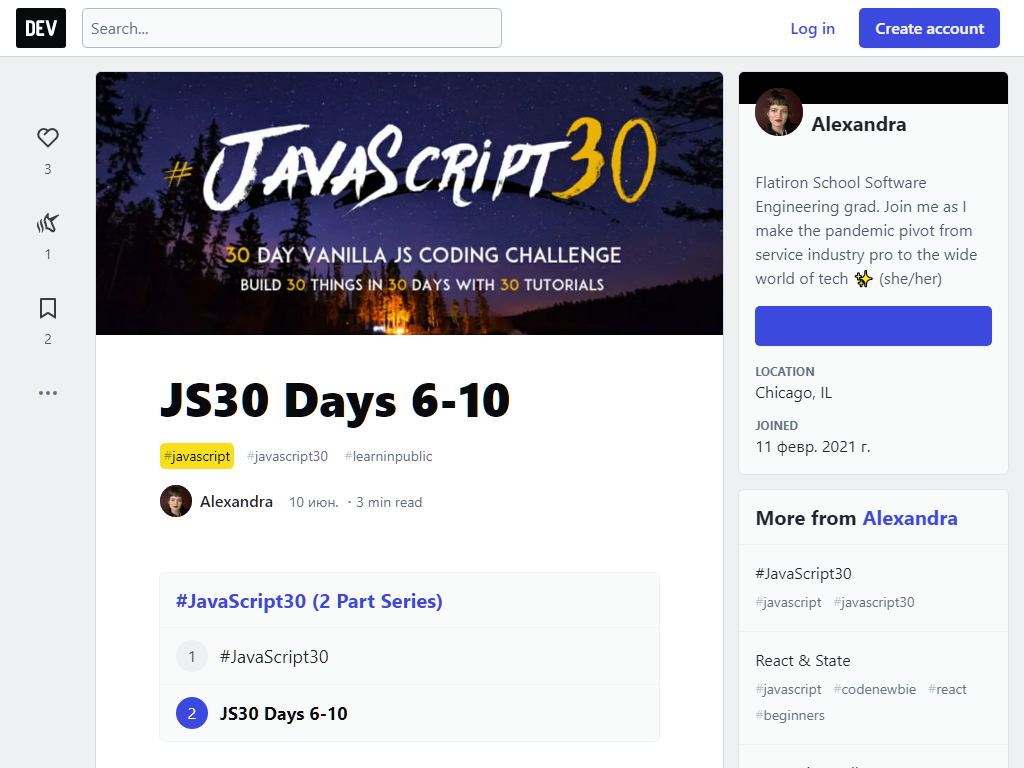 DEV
Search...
Log in
Create account
3
1
2
# JAVASCRIPT30
30 DAY VANILLA JS CODING CHALLENGE
BUILD 30 THINGS IN 30 DAYS WITH 30 TUTORIALS
JS30 Days 6-10
#javascript #javascript30 #learninpublic
Alexandra 10 июн. · 3 min read
#JavaScript30 (2 Part Series)
1 #JavaScript30
2 JS30 Days 6-10
Alexandra
Flatiron School Software
Engineering grad. Join me as I
make the pandemic pivot from
service industry pro to the wide
world of tech ✨ (she/her)
LOCATION
Chicago, IL
JOINED
11 февр. 2021 г.
More from Alexandra
#JavaScript30
#javascript #javascript30
React & State
#javascript #codenewbie #react
#beginners